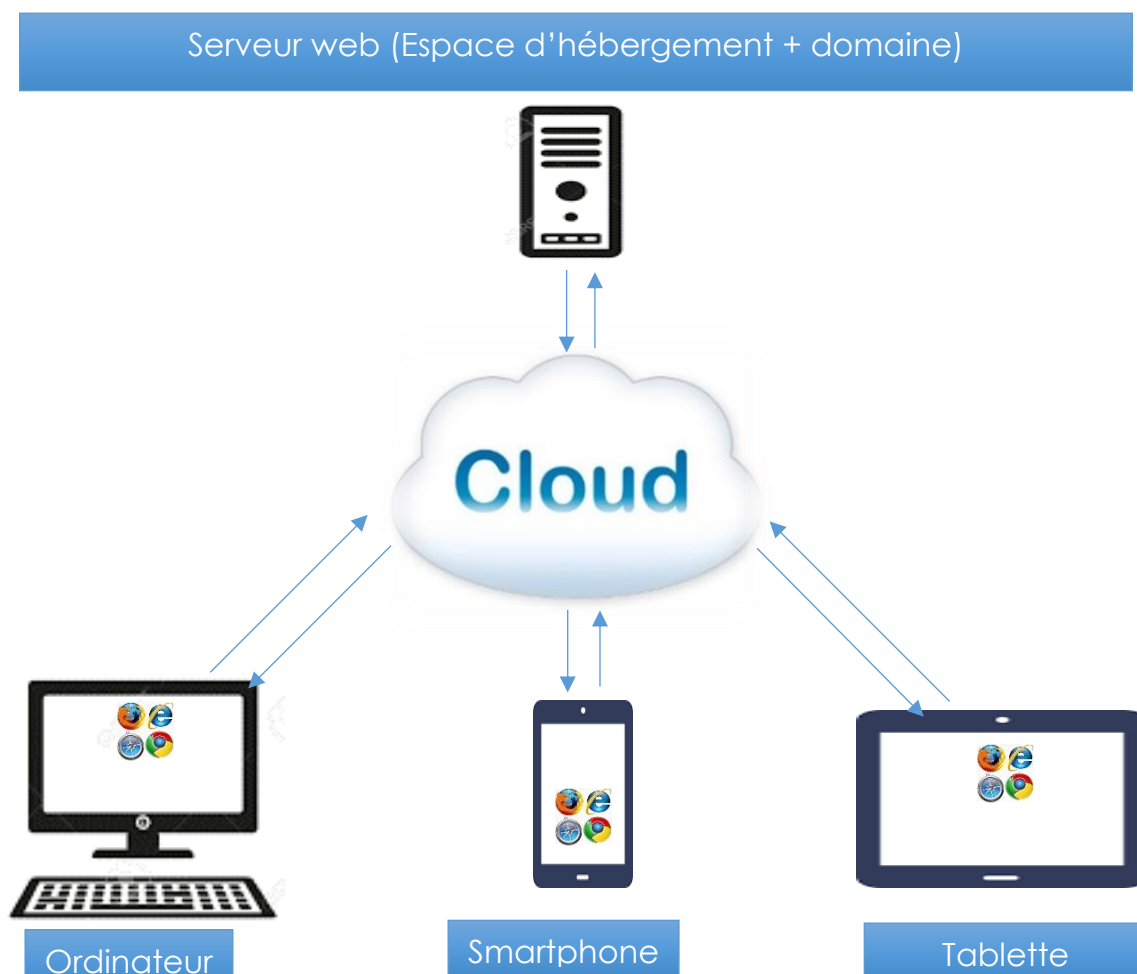 Serveur web (Espace d’hébergement + domaine)
Cloud
Ordinateur
Smartphone
Tablette